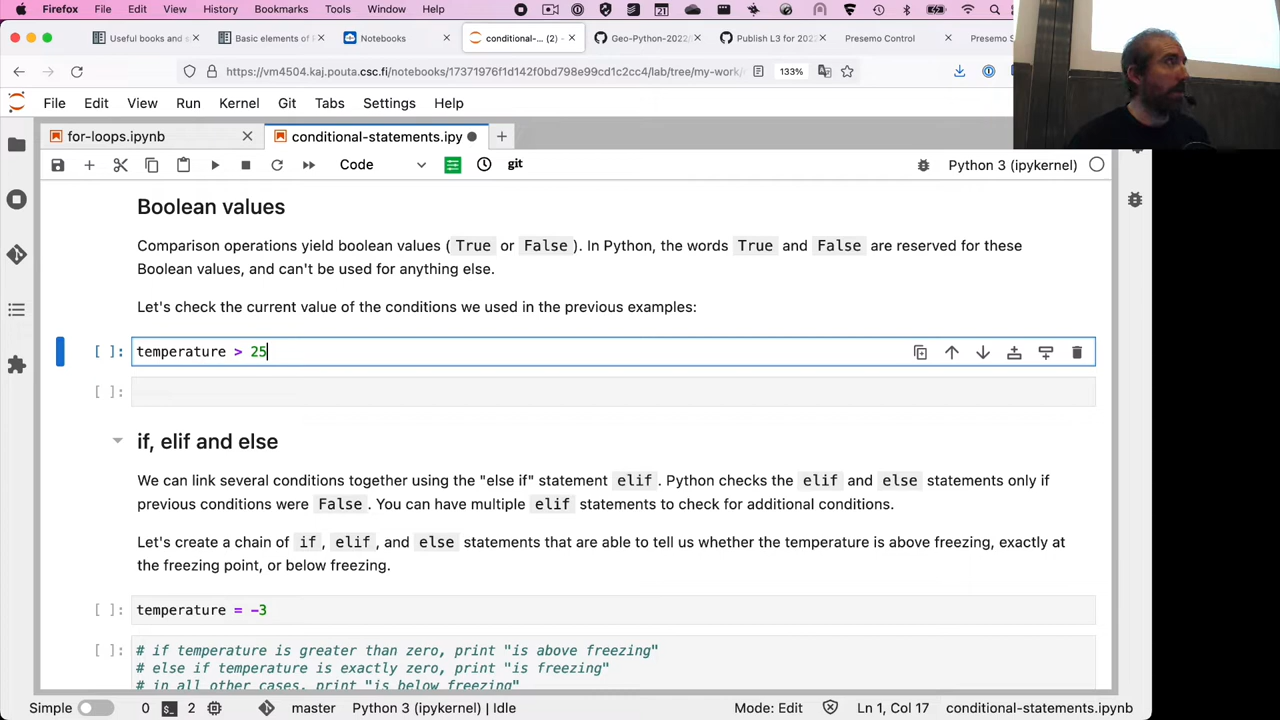 Firefox File Edit View History Bookmarks Tools Window Help
Useful books and s
Basic elements of F
Notebooks
conditional-... (2)
Geo-Python-2022/
Publish L3 for 2022
Presemo Control
Presemo S
https://vm4504.kaj.pouta.csc.fi/notebooks/17371976f1d142f0bd798e99cd1c2cc4/lab/tree/my-work/
133%
File Edit View Run Kernel Git Tabs Settings Help
for-loops.ipynb
conditional-statements.ipy
Code
git
Python 3 (ipykernel)
Boolean values
Comparison operations yield boolean values ( True or False ). In Python, the words True and False are reserved for these
Boolean values, and can't be used for anything else.
Let's check the current value of the conditions we used in the previous examples:
[ ]: temperature > 25
[ ]:
if, elif and else
We can link several conditions together using the "else if" statement elif . Python checks the elif and else statements only if
previous conditions were False . You can have multiple elif statements to check for additional conditions.
Let's create a chain of if , elif , and else statements that are able to tell us whether the temperature is above freezing, exactly at
the freezing point, or below freezing.
[ ]: temperature = -3
[ ]: # if temperature is greater than zero, print "is above freezing"
# else if temperature is exactly zero, print "is freezing"
# in all other cases, print "is below freezing"
Simple 0 2 master Python 3 (ipykernel) | Idle Mode: Edit Ln 1, Col 17 conditional-statements.ipynb